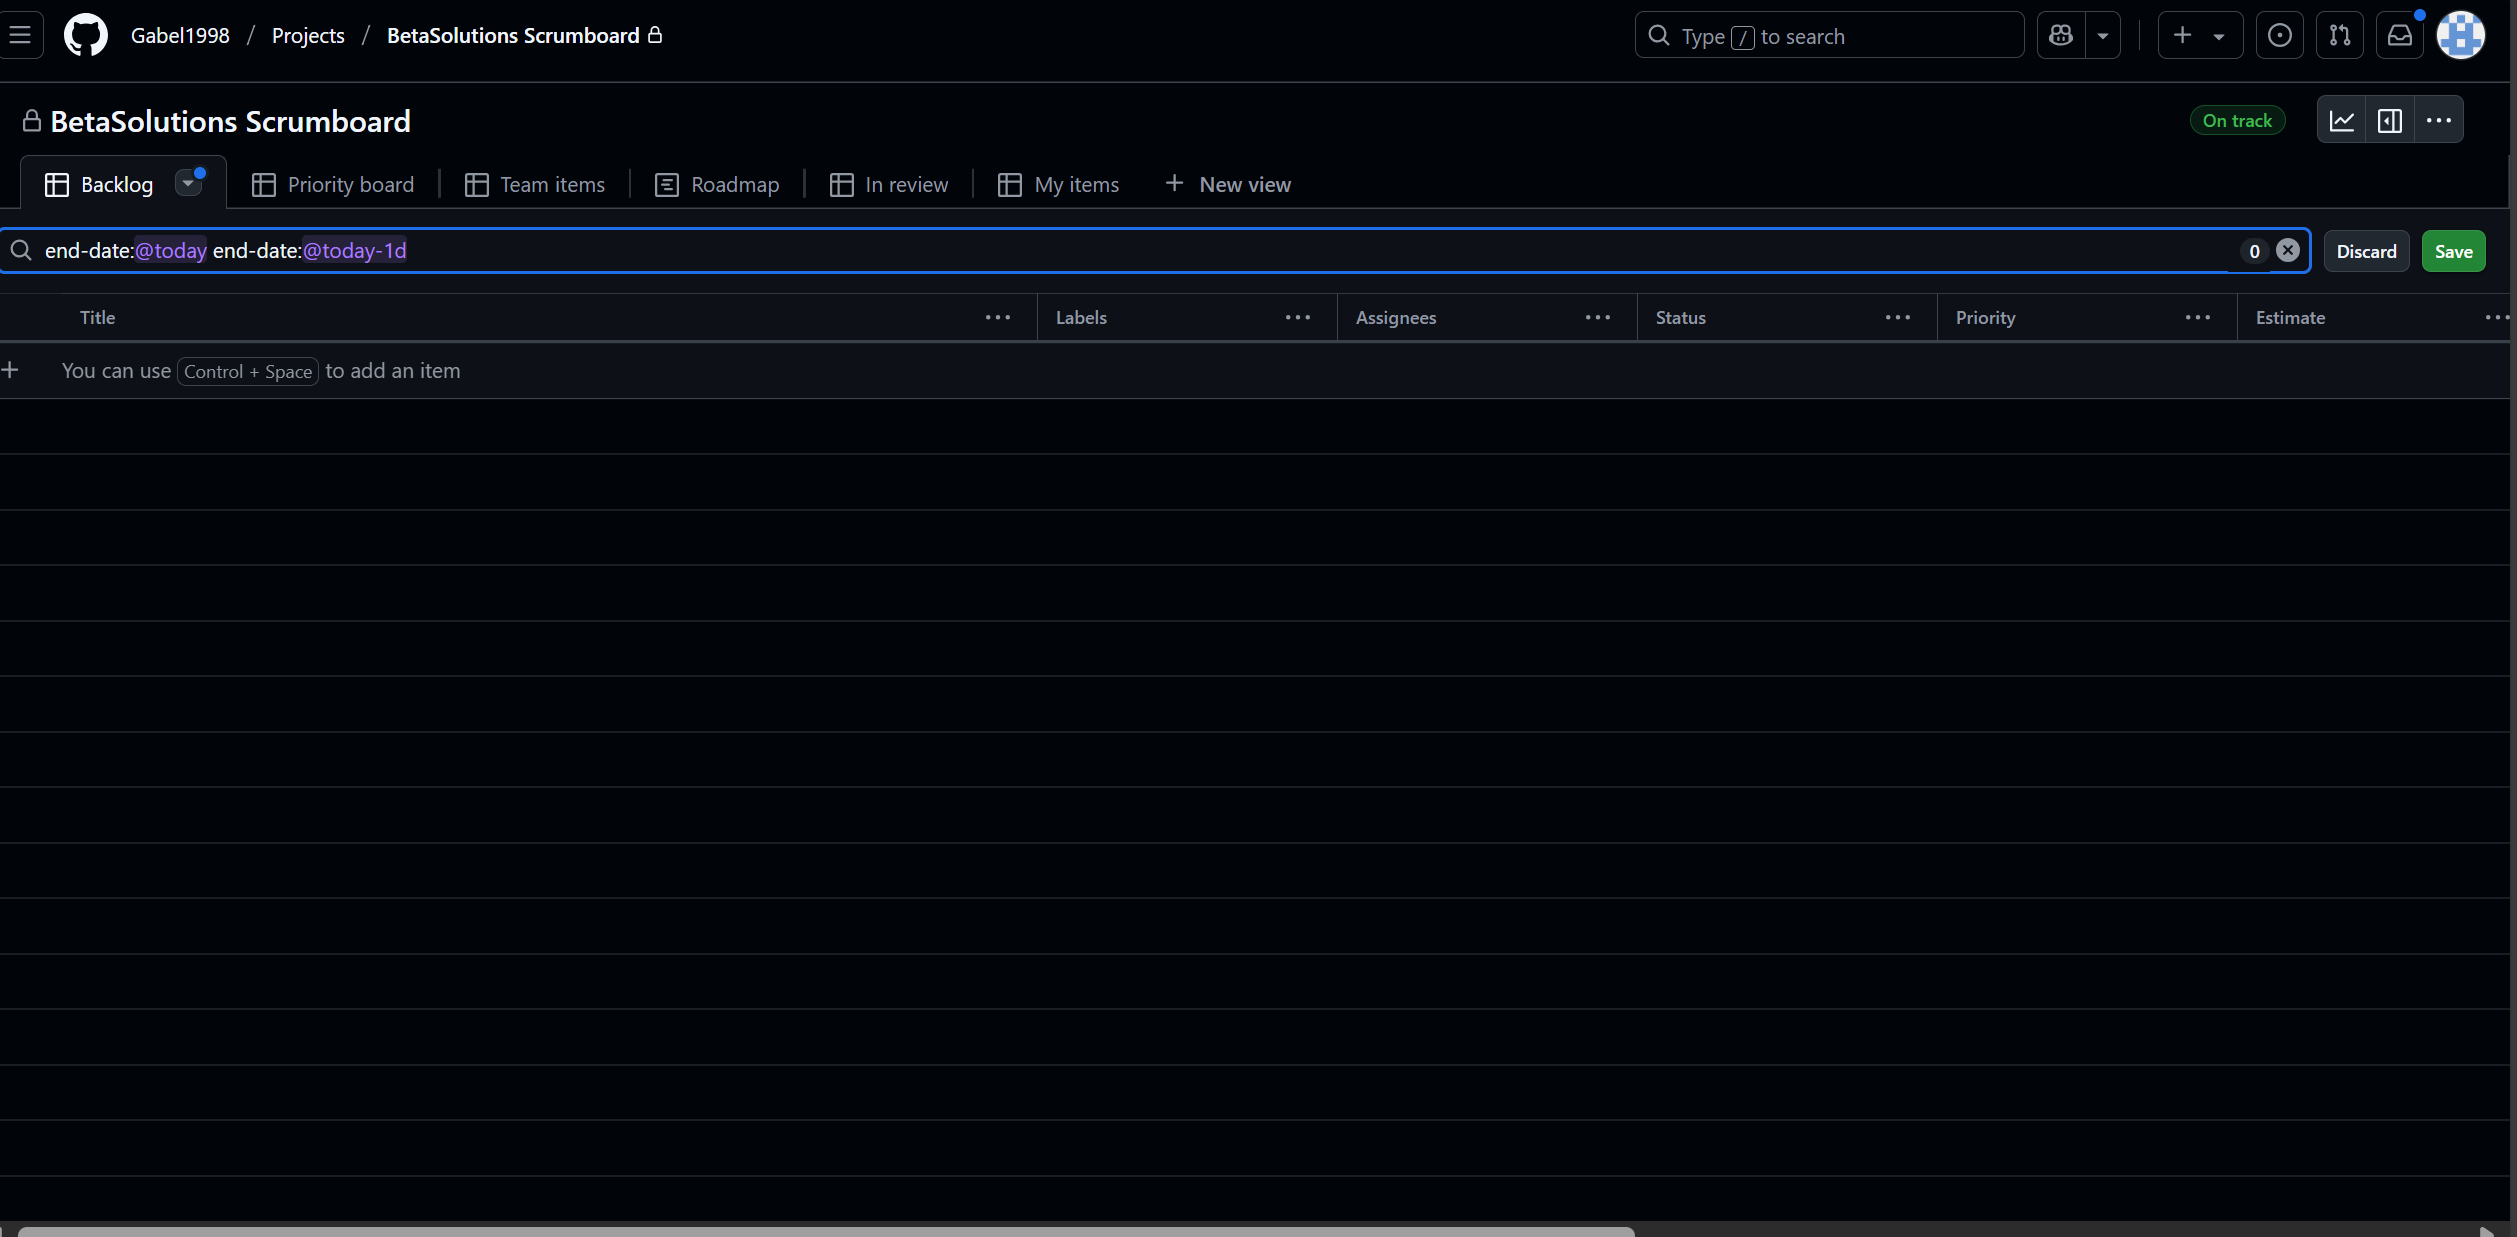 Gabel1998 / Projects / BetaSolutions Scrumboard
Type / to search
BetaSolutions Scrumboard
On track
Backlog
Priority board
Team items
Roadmap
In review
My items
+ New view
end-date:@today end-date:@today-1d
0
Discard
Save
Title
Labels
Assignees
Status
Priority
Estimate
+ You can use Control + Space to add an item